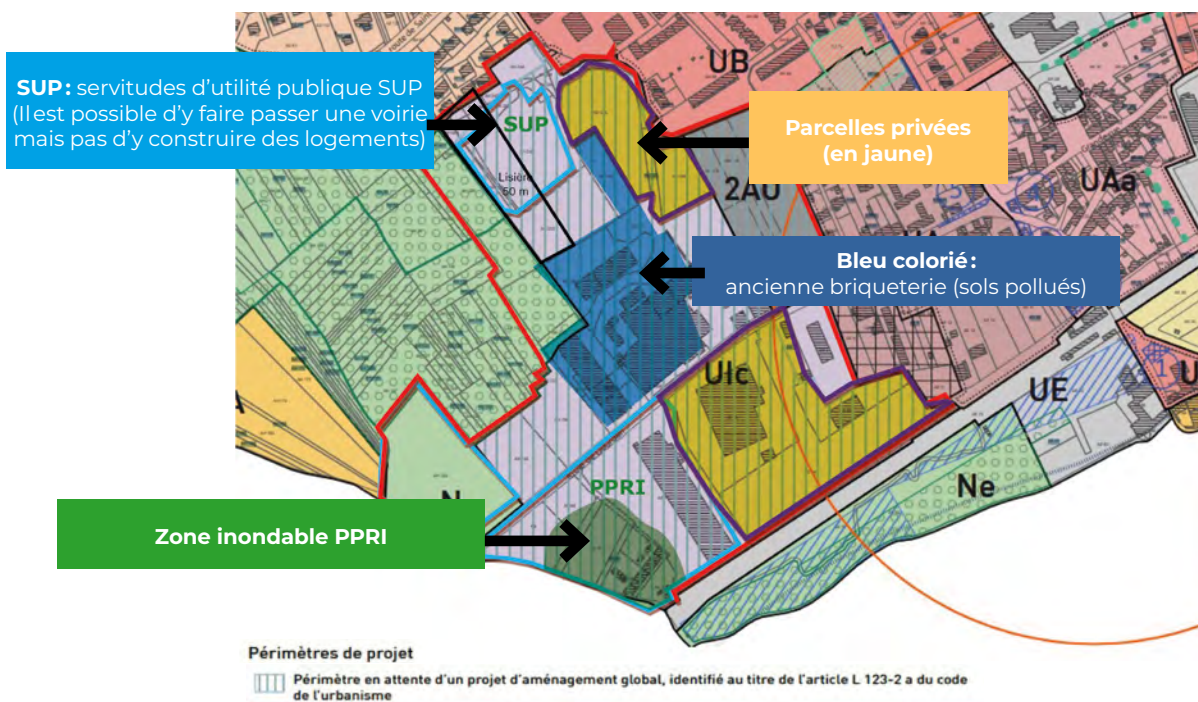 SUP : servitudes d'utilité publique SUP
(Il est possible d'y faire passer une voirie
mais pas d'y construire des logements)
UB
SUP
Parcelles privées
(en jaune)
Lisière
50 m
2AU
UAa
Bleu colorié :
ancienne briqueterie (sols pollués)
UIc
UE
PPRI
Ne
Zone inondable PPRI
Périmètres de projet
Périmètre en attente d'un projet d'aménagement global, identifié au titre de l'article L 123-2 a du code
de l'urbanisme